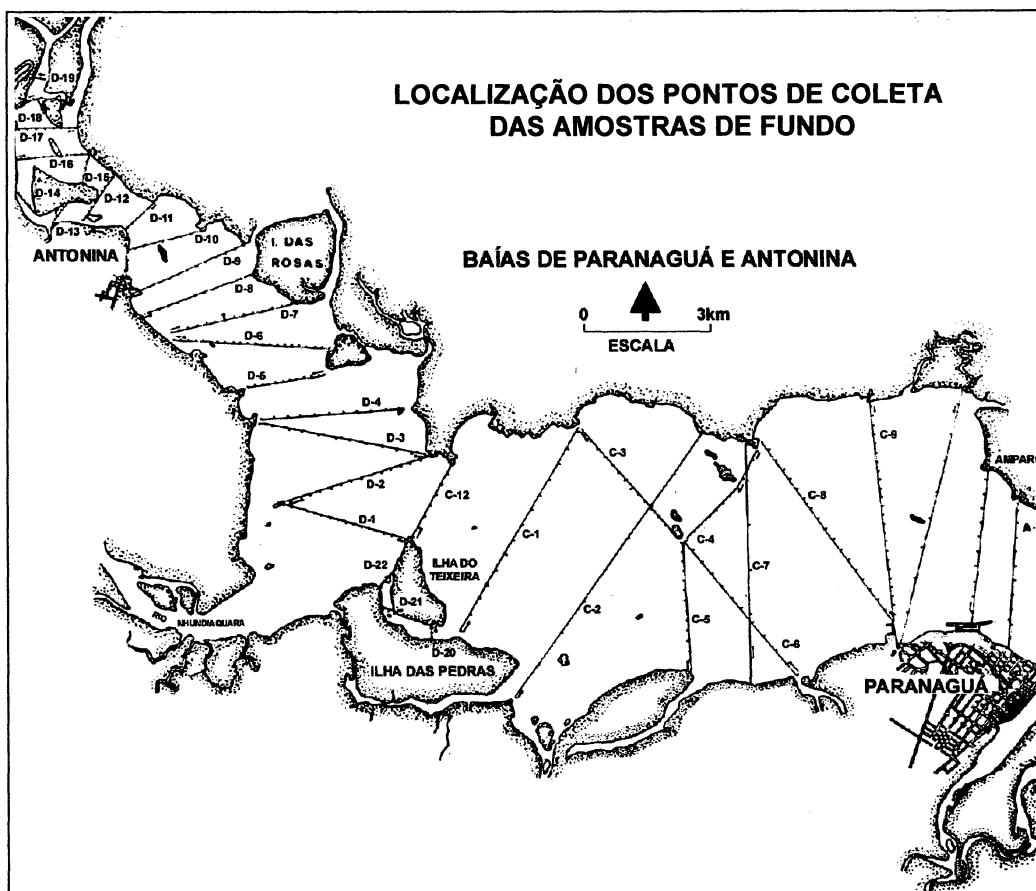 LOCALIZAÇÃO DOS PONTOS DE COLETA
DAS AMOSTRAS DE FUNDO
BAÍAS DE PARANAGUÁ E ANTONINA
0 3km
ESCALA
D-19
D-18
D-17
D-16
D-15
D-14
D-12
D-13
D-11
D-10
ANTONINA
I. DAS
ROSAS
D-9
D-8
D-7
D-6
D-5
D-4
D-3
D-2
D-1
C-12
C-1
C-3
C-9
C-8
AMPARO
A-
C-4
C-7
C-2
C-5
C-6
D-22
ILHA DO
TEIXEIRA
D-21
D-20
RIO
NHUNDIAQUARA
ILHA DAS PEDRAS
PARANAGUÁ